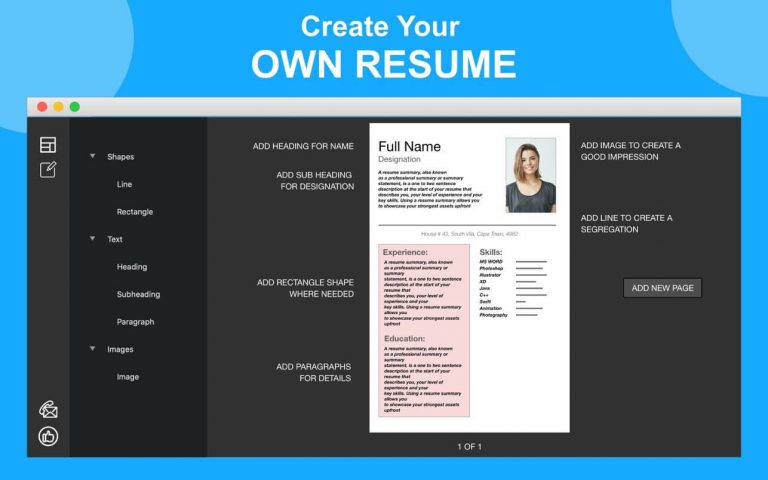 Create Your
OWN RESUME
Shapes
Line
Rectangle
Text
Heading
Subheading
Paragraph
Images
Image
ADD HEADING FOR NAME
ADD SUB HEADING
FOR DESIGNATION
ADD RECTANGLE SHAPE
WHERE NEEDED
ADD PARAGRAPHS
FOR DETAILS
Full Name
Designation
A resume summary, also known
as a professional summary or summary
statement, is a one to two sentence
description at the start of your resume that
describes you, your level of experience and your
key skills. Using a resume summary allows you
to showcase your strongest assets upfront
House # 43, South Vila, Cape Town, 4982
Experience:
A resume summary, also known
as a professional summary or
summary
statement, is a one to two sentence
description at the start of your
resume that
describes you, your level of
experience and your
key skills. Using a resume summary
allows you
to showcase your strongest assets
upfront
Education:
A resume summary, also known
as a professional summary or
summary
statement, is a one to two sentence
description at the start of your
resume that
describes you, your level of
experience and your
key skills. Using a resume summary
allows you
to showcase your strongest assets
upfront
Skills:
MS WORD
Photoshop
Illustrator
XD
Java
C++
Swift
Animation
Photography
ADD IMAGE TO CREATE A
GOOD IMPRESSION
ADD LINE TO CREATE A
SEGREGATION
ADD NEW PAGE
1 OF 1